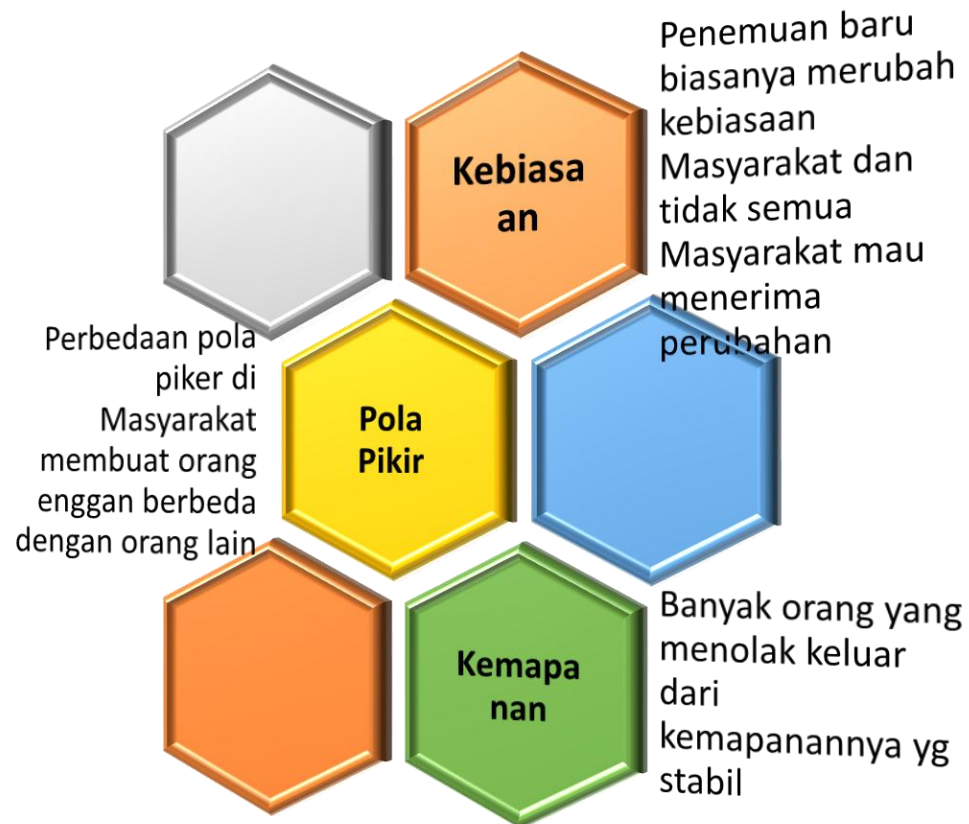 Kebiasa
an
Penemuan baru
biasanya merubah
kebiasaan
Masyarakat dan
tidak semua
Masyarakat mau
menerima
perubahan
Perbedaan pola
piker di
Masyarakat
membuat orang
enggan berbeda
dengan orang lain
Pola
Pikir
Kemapa
nan
Banyak orang yang
menolak keluar
dari
kemapanannya yg
stabil